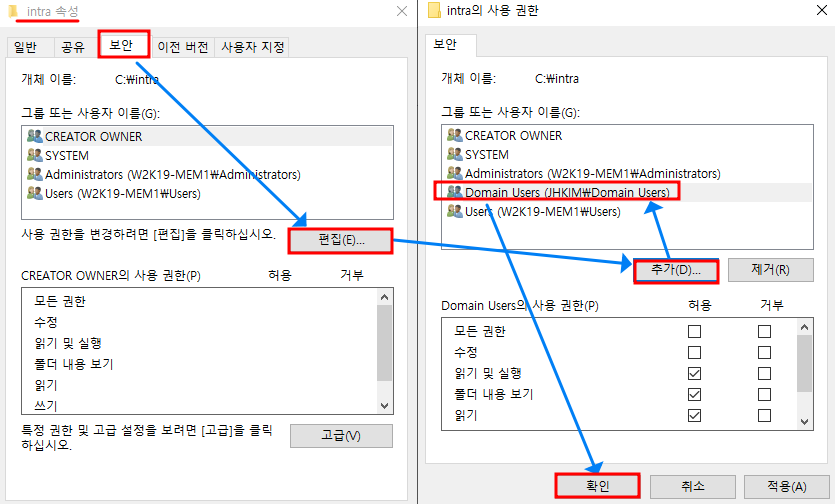 intra 속성
일반
공유
보안
이전 버전
사용자 지정
개체 이름:
C:₩intra
그룹 또는 사용자 이름(G):
CREATOR OWNER
SYSTEM
Administrators (W2K19-MEM1₩Administrators)
Users (W2K19-MEM1₩Users)
사용 권한을 변경하려면 [편집]을 클릭하십시오.
편집(E)...
CREATOR OWNER의 사용 권한(P)
허용
거부
모든 권한
수정
읽기 및 실행
폴더 내용 보기
읽기
쓰기
특정 권한 및 고급 설정을 보려면 [고급]을 클릭
하십시오.
고급(V)
intra의 사용 권한
보안
개체 이름:
C:₩intra
그룹 또는 사용자 이름(G):
CREATOR OWNER
SYSTEM
Administrators (W2K19-MEM1₩Administrators)
Domain Users (JHKIM₩Domain Users)
Users (W2K19-MEM1₩Users)
추가(D)...
제거(R)
Domain Users의 사용 권한(P)
허용
거부
모든 권한
수정
읽기 및 실행
폴더 내용 보기
읽기
확인
취소
적용(A)